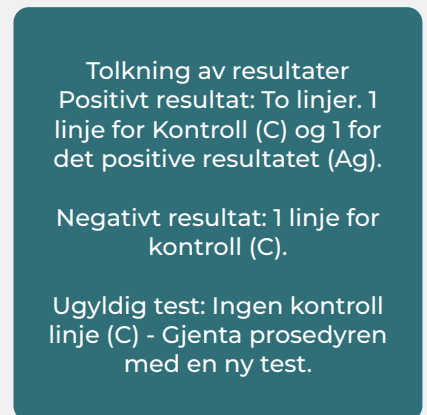 Tolkning av resultater
Positivt resultat: To linjer. 1
linje for Kontroll (C) og 1 for
det positive resultatet (Ag).
Negativt resultat: 1 linje for
kontroll (C).
Ugyldig test: Ingen kontroll
linje (C) - Gjenta prosedyren
med en ny test.